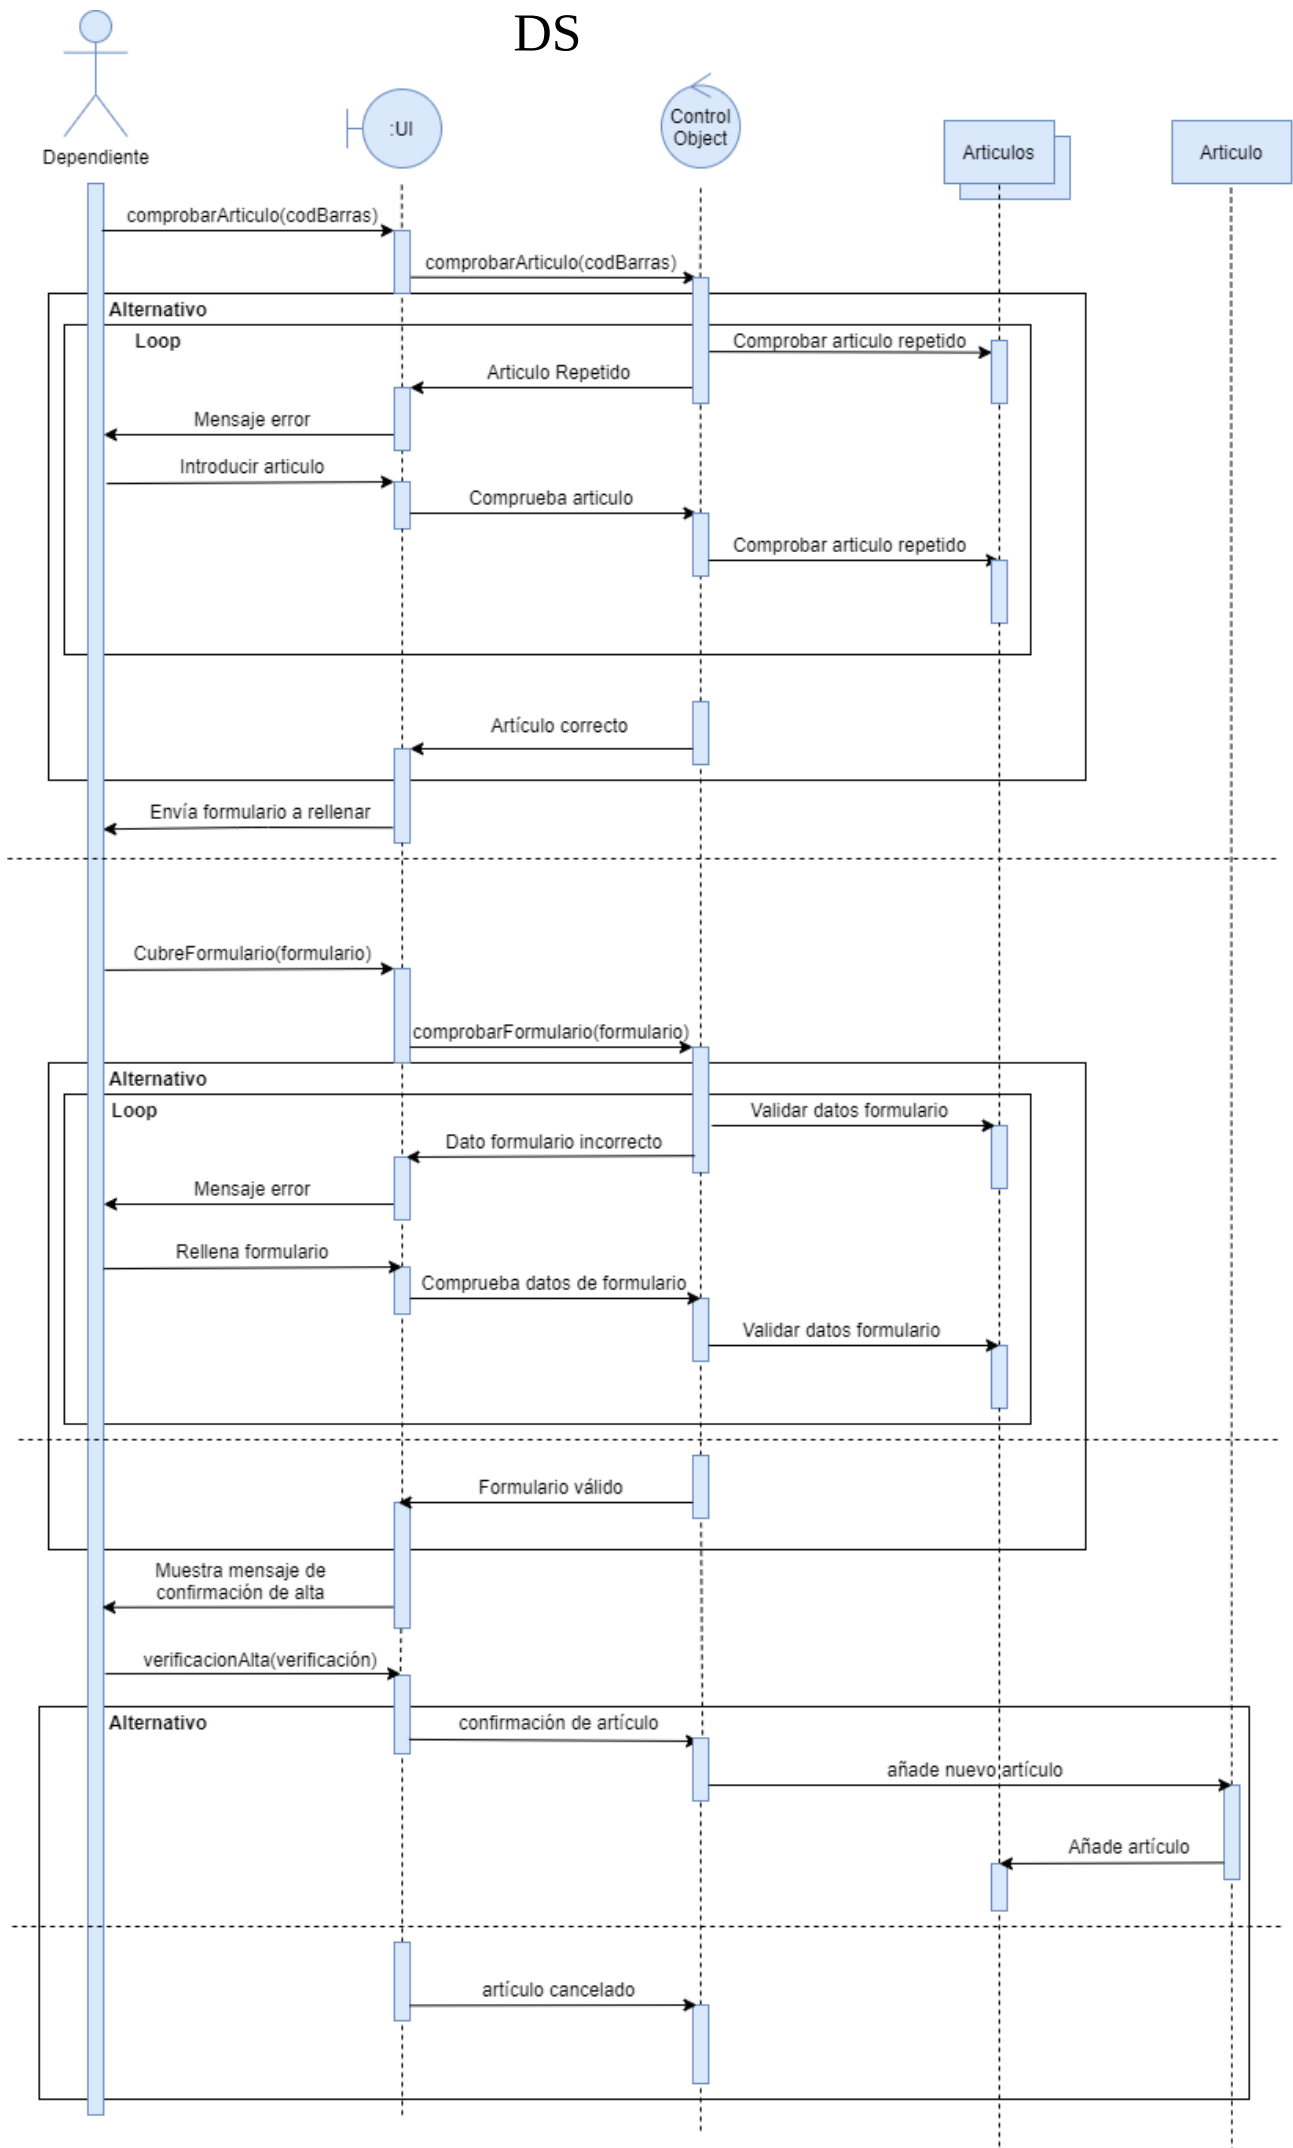 DS
Dependiente
:UI
Control
Object
Articulos
Articulo
comprobarArticulo(codBarras)
comprobarArticulo(codBarras)
Alternativo
Loop
Comprobar articulo repetido
Articulo Repetido
Mensaje error
Introducir articulo
Comprueba articulo
Comprobar articulo repetido
Artículo correcto
Envía formulario a rellenar
CubreFormulario(formulario)
comprobarFormulario(formulario)
Alternativo
Loop
Validar datos formulario
Dato formulario incorrecto
Mensaje error
Rellena formulario
Comprueba datos de formulario
Validar datos formulario
Formulario válido
Muestra mensaje de
confirmación de alta
verificacionAlta(verificación)
Alternativo
confirmación de artículo
añade nuevo artículo
Añade artículo
artículo cancelado